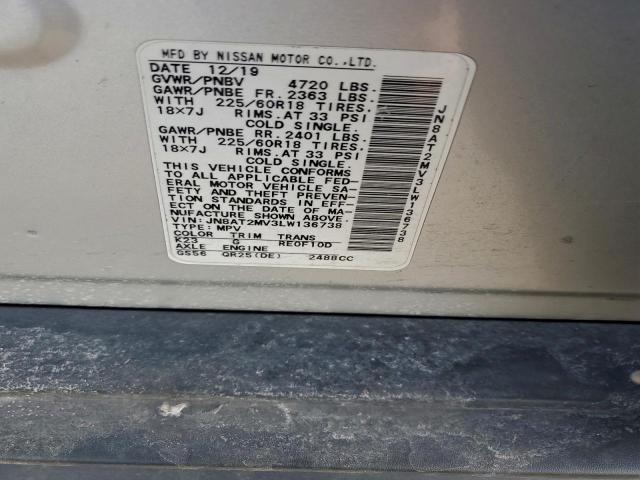 MFD BY NISSAN MOTOR CO.,LTD.
DATE 12/19
GVWR/PNBV 4720 LBS.
GAWR/PNBE FR. 2363 LBS.
WITH 225/60R18 TIRES.
18×7J RIMS.AT 33 PSI
COLD SINGLE.
GAWR/PNBE RR. 2401 LBS.
WITH 225/60R18 TIRES.
18×7J RIMS.AT 33 PSI
COLD SINGLE.
THIS VEHICLE CONFORMS
TO ALL APPLICABLE FED-
ERAL MOTOR VEHICLE SA-
FETY AND THEFT PREVEN-
TION STANDARDS IN EFF-
ECT ON THE DATE OF MA-
NUFACTURE SHOWN ABOVE.
JN8AT2MV3LW136738
TYPE: MPV
COLOR TRIM TRANS
K23 G RE0F10D
AXLE ENGINE
GS56 QR25(DE) 2488CC
JN8AT2MV3LW136738